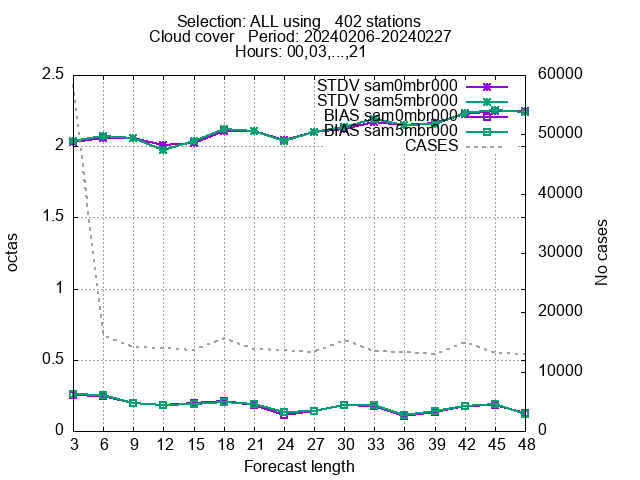 Selection: ALL using   402 stations
Cloud cover   Period: 20240206-20240227
Hours: 00,03,...,21
STDV sam0mbr000
STDV sam5mbr000
BIAS sam0mbr000
BIAS sam5mbr000
CASES
2.5
2
1.5
1
0.5
0
octas
60000
50000
40000
30000
20000
10000
0
No cases
3 6 9 12 15 18 21 24 27 30 33 36 39 42 45 48
Forecast length